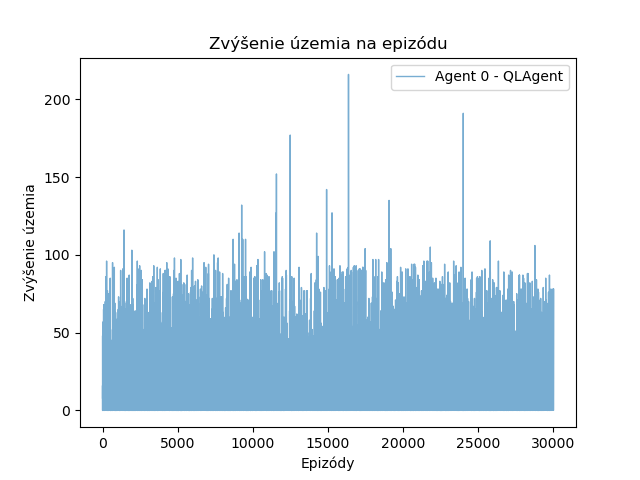 Zvýšenie územia na epizódu
Agent 0 - QLAgent
Zvýšenie územia
200
150
100
50
0
0 5000 10000 15000 20000 25000 30000
Epizódy